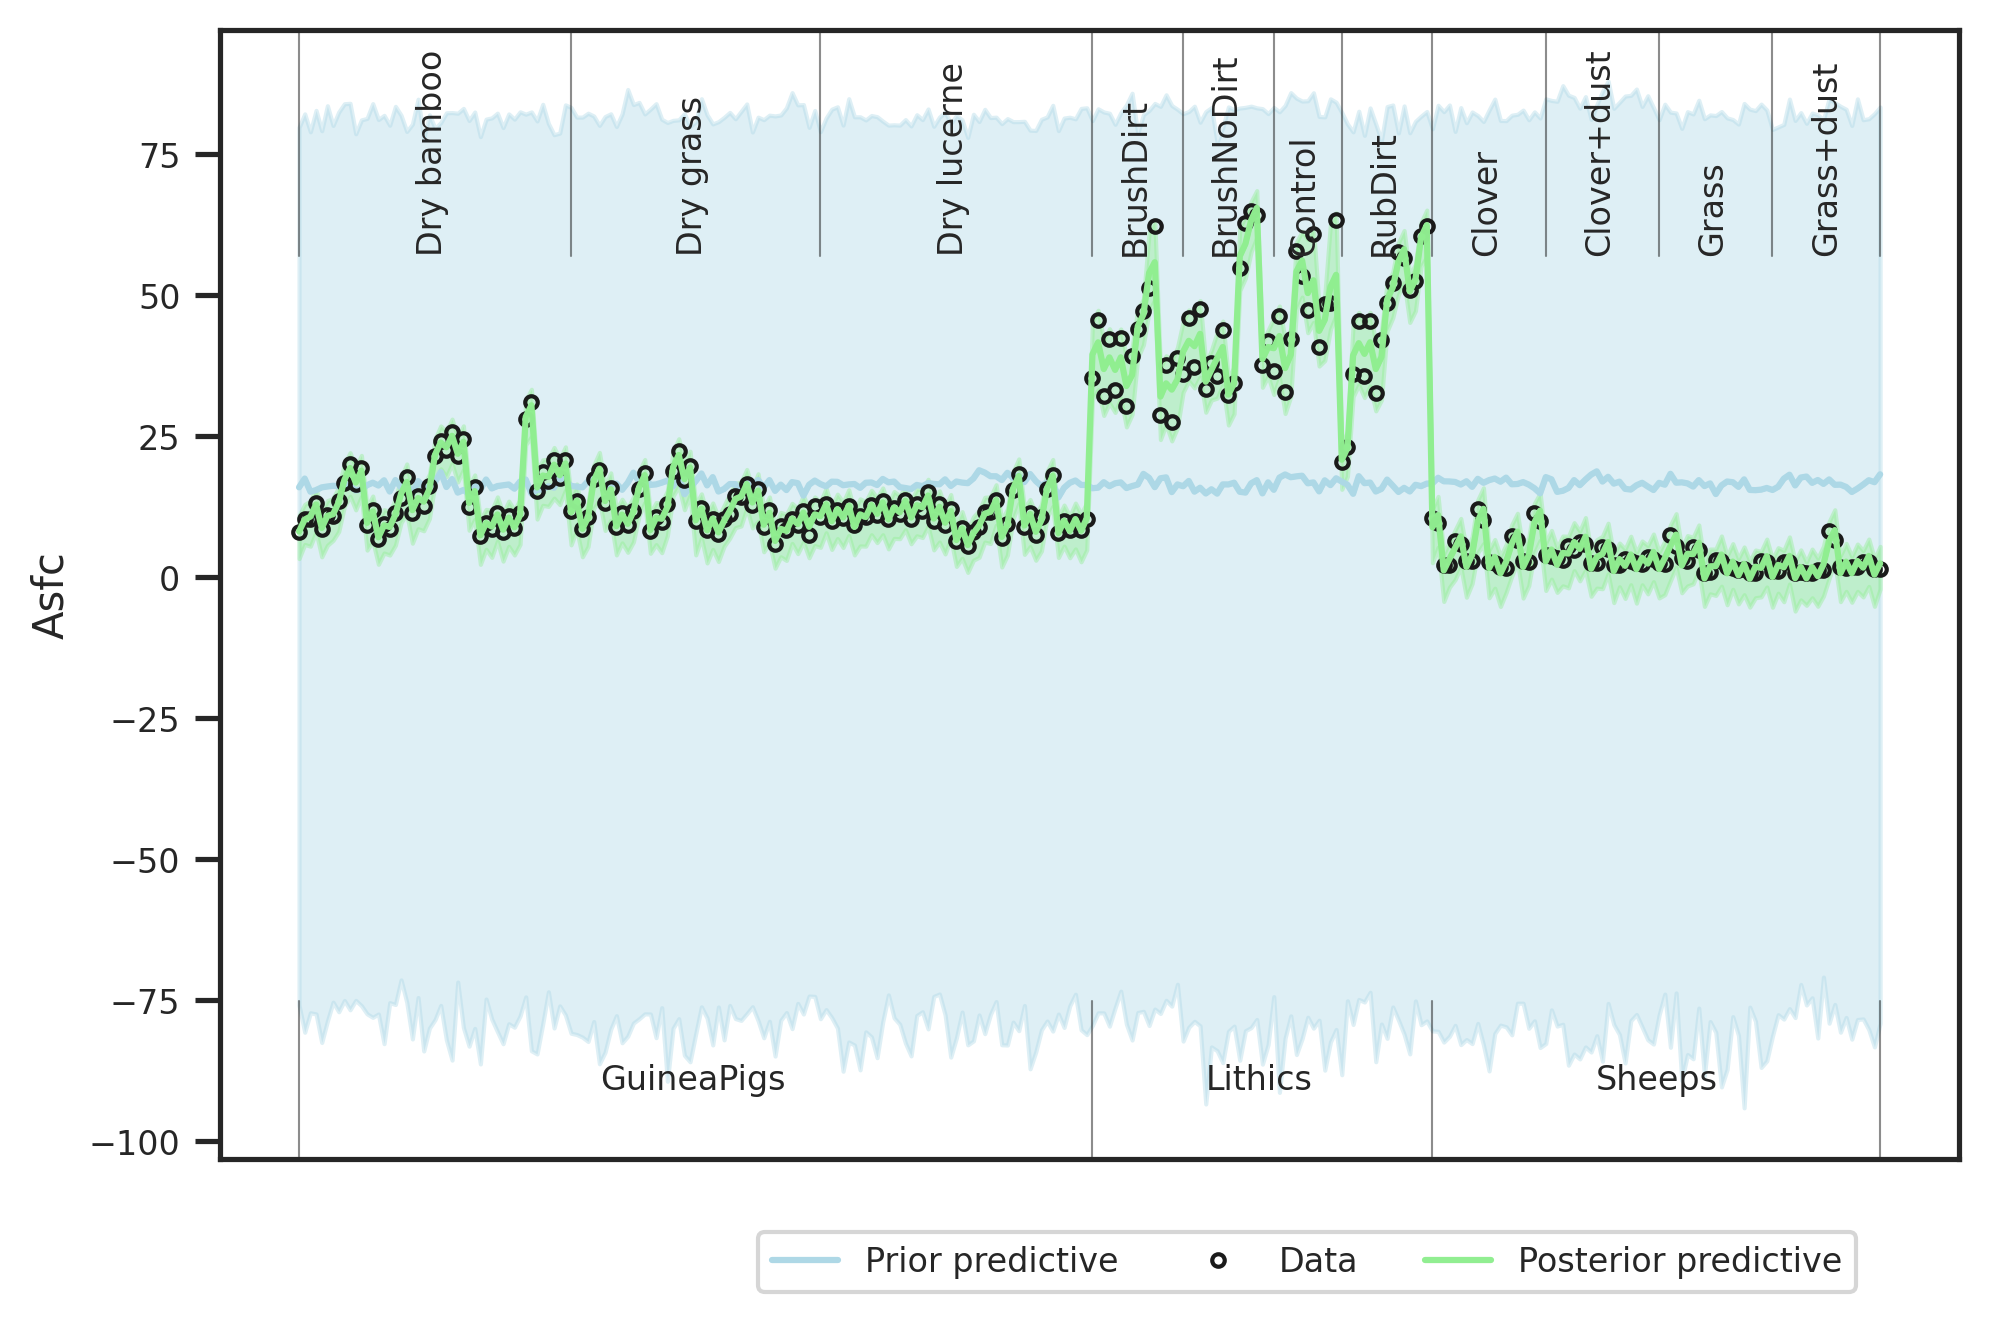 Dry bamboo
Dry grass
Dry lucerne
BrushDirt
BrushNoDirt
Control
RubDirt
Clover
Clover+dust
Grass
Grass+dust
75
50
25
0
−25
−50
−75
−100
Asfc
GuineaPigs
Lithics
Sheeps
Prior predictive
Data
Posterior predictive